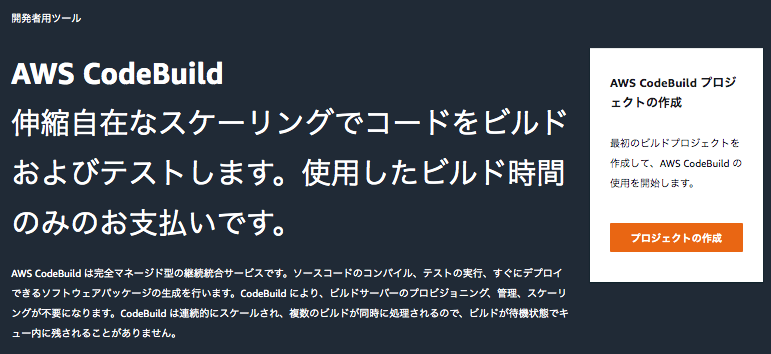 開発者用ツール
AWS CodeBuild
伸縮自在なスケーリングでコードをビルド
およびテストします。使用したビルド時間
のみのお支払いです。
AWS CodeBuild は完全マネージド型の継続統合サービスです。ソースコードのコンパイル、テストの実行、すぐにデプロイ
できるソフトウェアパッケージの生成を行います。CodeBuild により、ビルドサーバーのプロビジョニング、管理、スケーリ
ングが不要になります。CodeBuild は連続的にスケールされ、複数のビルドが同時に処理されるので、ビルドが待機状態でキ
ュー内に残されることがありません。
AWS CodeBuild プロジ
ェクトの作成
最初のビルドプロジェクトを
作成して、AWS CodeBuild の
使用を開始します。
プロジェクトの作成